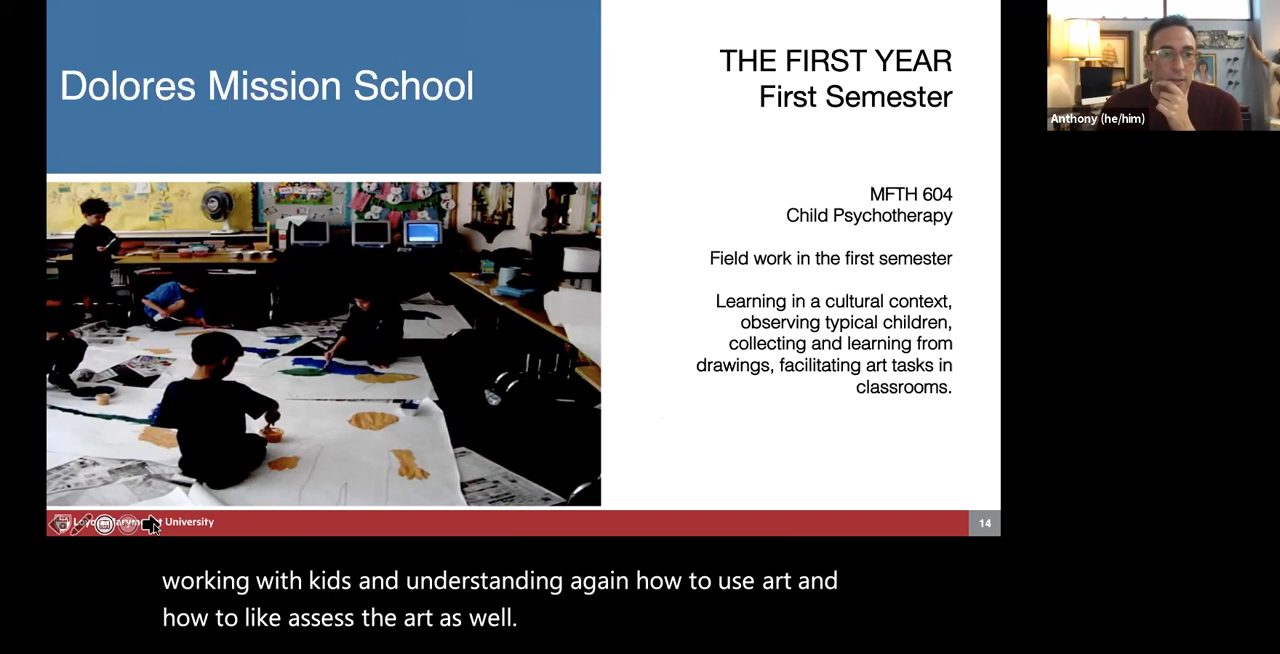 Dolores Mission School
THE FIRST YEAR
First Semester
MFTH 604
Child Psychotherapy
Field work in the first semester
Learning in a cultural context,
observing typical children,
collecting and learning from
drawings, facilitating art tasks in
classrooms.
Anthony (he/him)
University
14
working with kids and understanding again how to use art and
how to like assess the art as well.